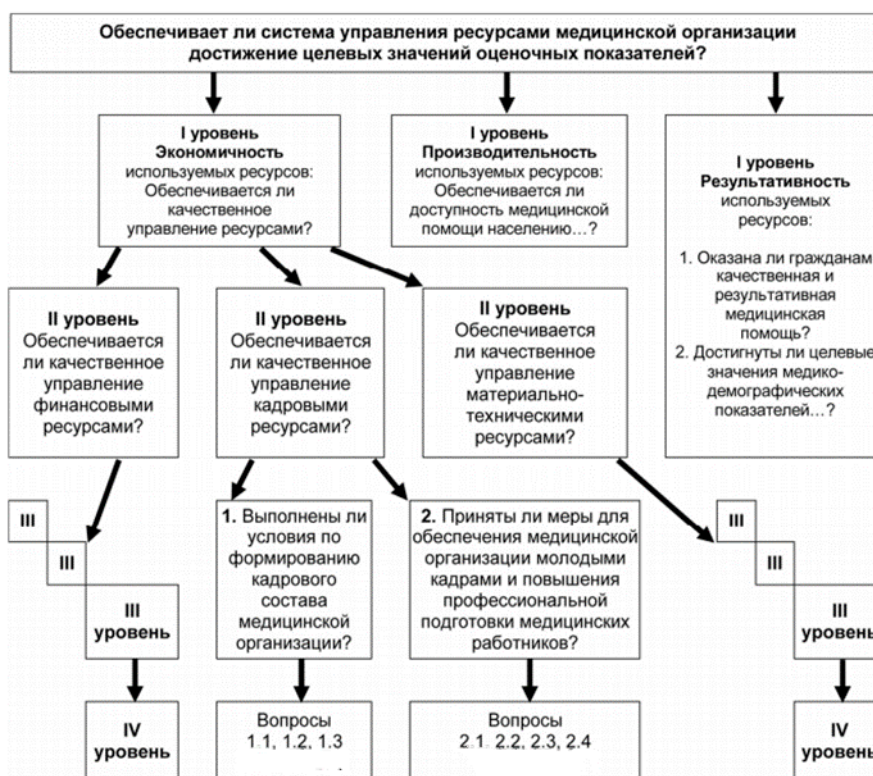 Обеспечивает ли система управления ресурсами медицинской организации
достижение целевых значений оценочных показателей?
I уровень
Экономичность
используемых ресурсов:
Обеспечивается ли
качественное
управление ресурсами?
I уровень
Производительность
используемых ресурсов:
Обеспечивается ли
доступность медицинской
помощи населению…?
I уровень
Результативность
используемых
ресурсов:
1. Оказана ли гражданам
качественная и
результативная
медицинская
помощь?
2. Достигнуты ли целевые
значения медико-
демографических
показателей…?
II уровень
Обеспечивается
ли качественное
управление
финансовыми
ресурсами?
II уровень
Обеспечивается
ли качественное
управление
кадровыми
ресурсами?
II уровень
Обеспечивается
ли качественное
управление
материально-
техническими
ресурсами?
III
III
III
уровень
1. Выполнены ли
условия по
формированию
кадрового
состава
медицинской
организации?
2. Приняты ли меры для
обеспечения медицинской
организации молодыми
кадрами и повышения
профессиональной
подготовки медицинских
работников?
III
III
III
уровень
IV
уровень
Вопросы
1.1, 1.2, 1.3
Вопросы
2.1, 2.2, 2.3, 2.4
IV
уровень